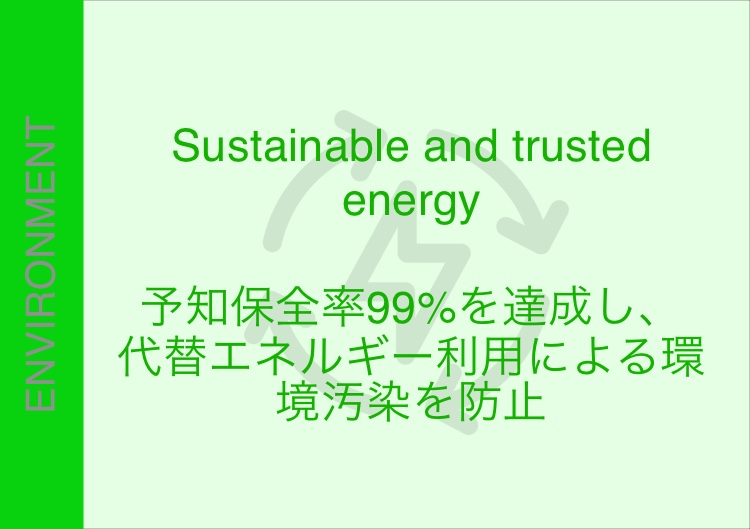 ENVIRONMENT
Sustainable and trusted
energy
予知保全率99%を達成し、
代替エネルギー利用による環
境汚染を防止